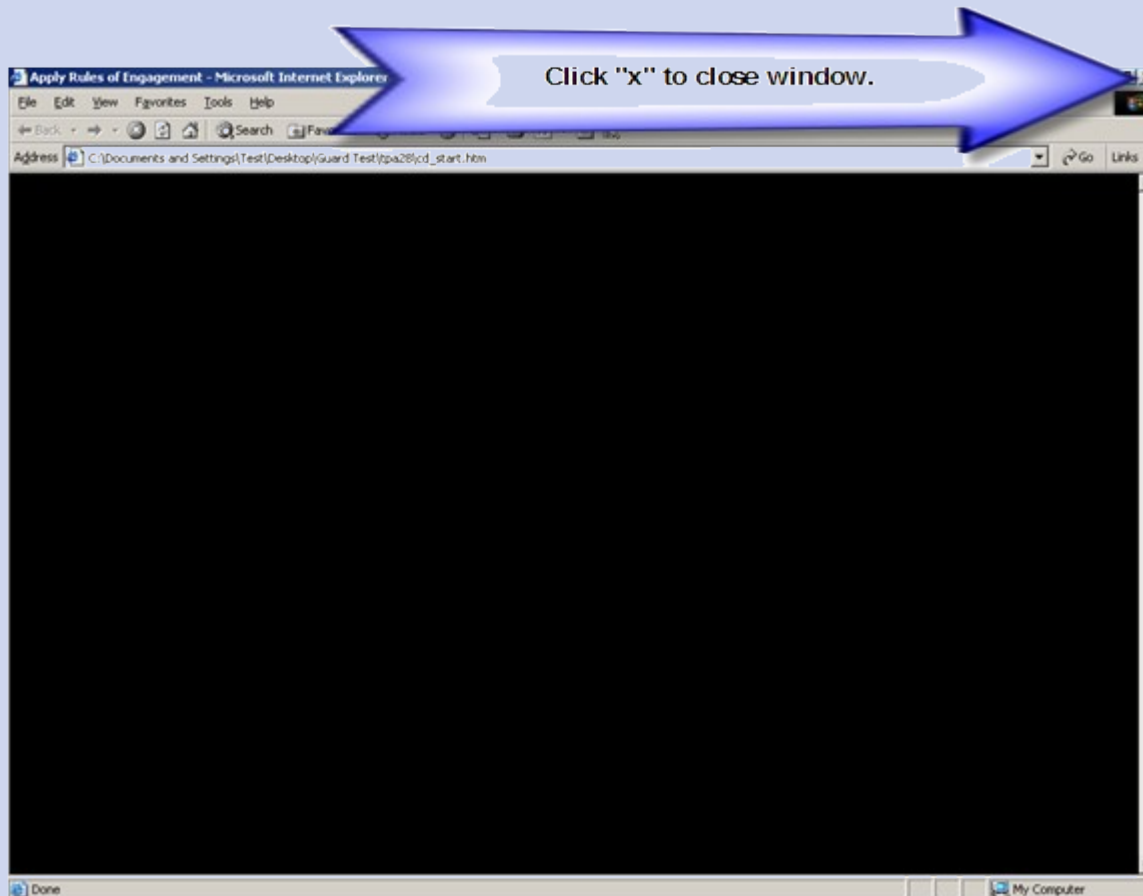 Click "x" to close window.
Apply Rules of Engagement - Microsoft Internet Explorer
File Edit View Favorites Tools Help
Back Search
Address C:\Documents and Settings\Test\Desktop\Guard Test\tpa28\cd_start.htm Go Links
Done My Computer